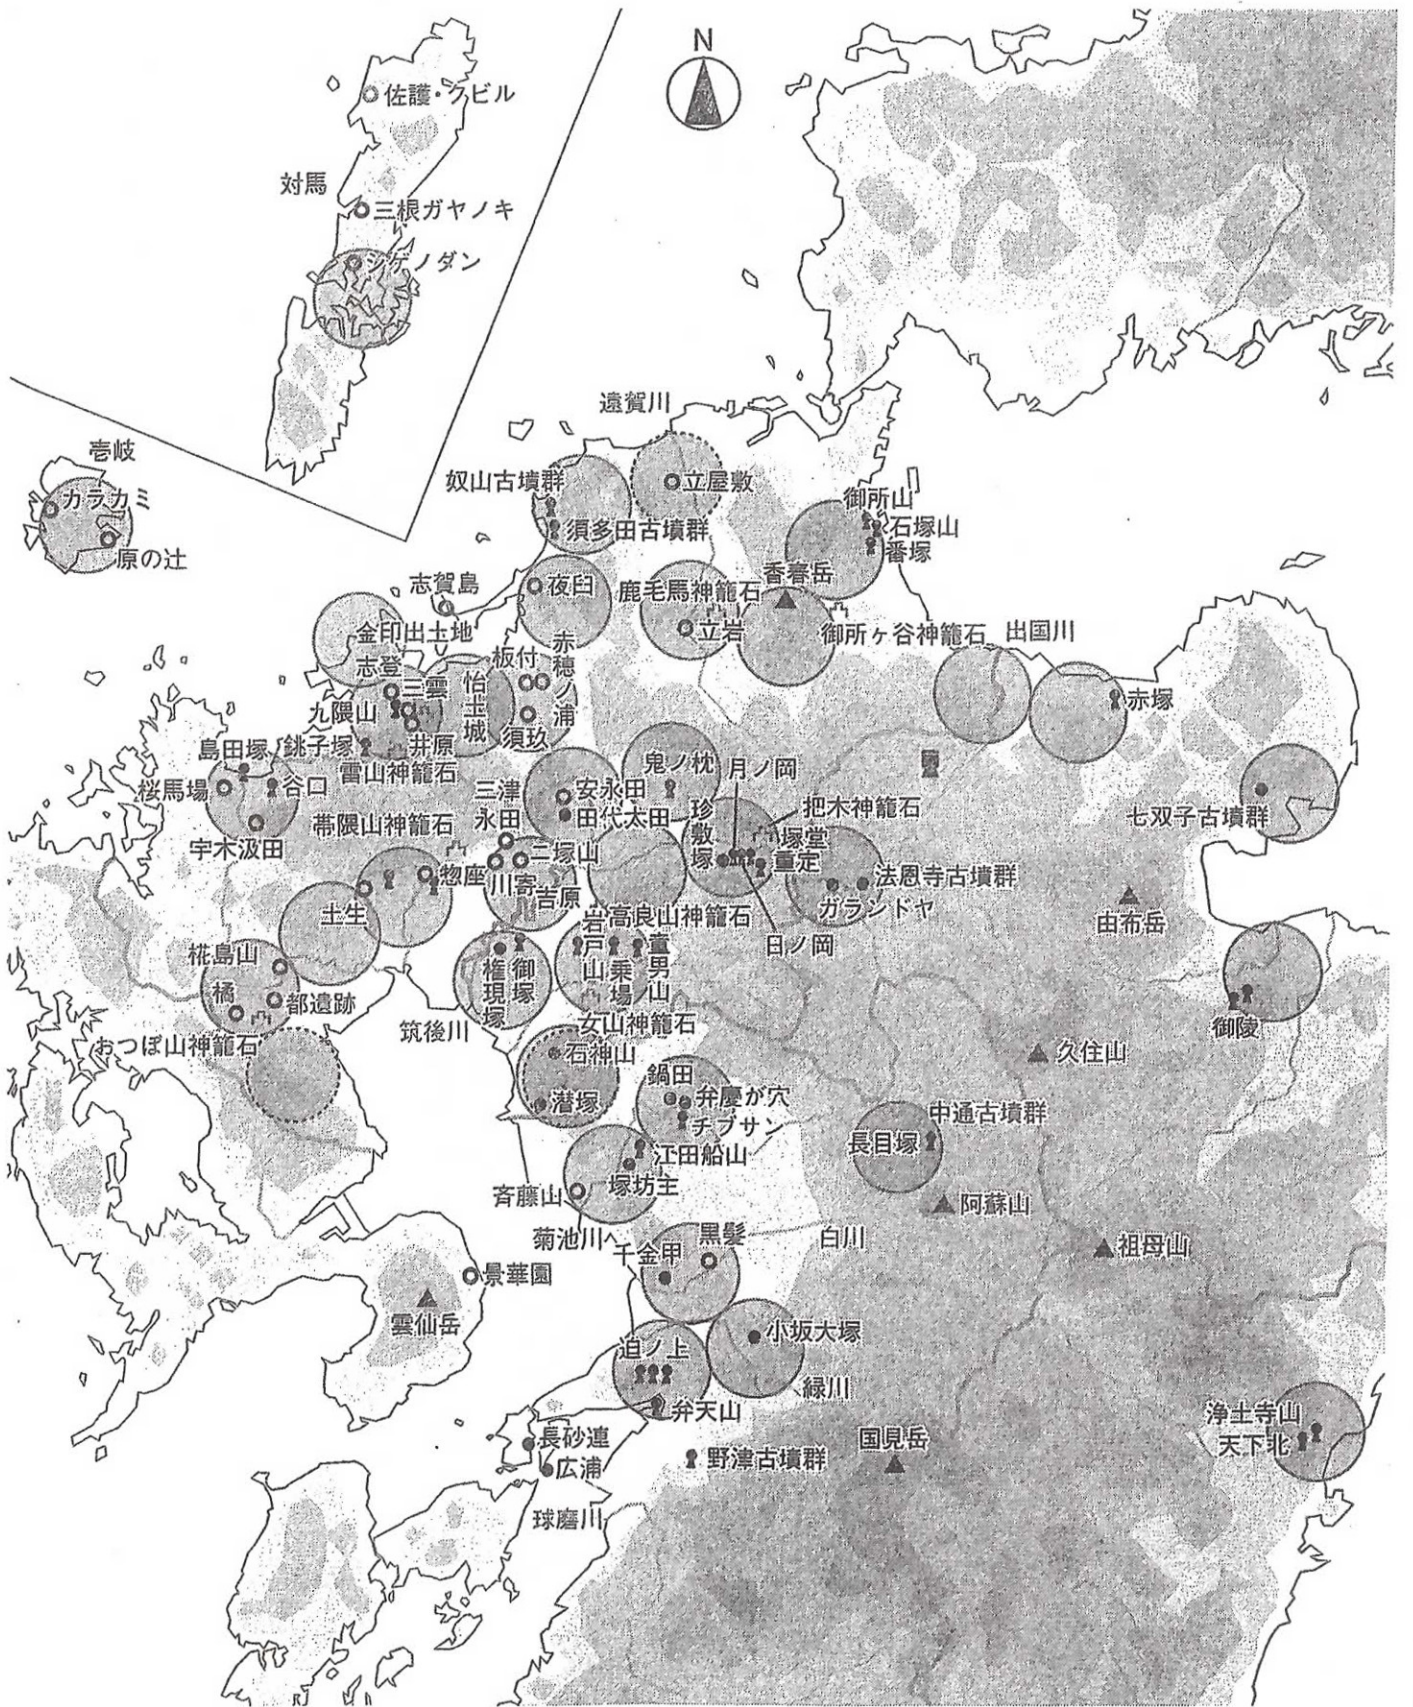 N
佐護・クビル
対馬
三根ガヤノキ
シゲノダン
遠賀川
壱岐
カラカミ
原の辻
奴山古墳群
立屋敷
須多田古墳群
御所山
石塚山
番塚
香春岳
志賀島
夜臼
鹿毛馬神籠石
立岩
御所ヶ谷神籠石
出国川
金印出土地
志登
三雲
怡土城
板付
赤穂ノ浦
九隈山
井原
須玖
赤塚
島田塚
銚子塚
雷山神籠石
桜馬場
谷口
宇木汲田
帯隈山神籠石
三津永田
安永田
田代太田
鬼ノ枕
月ノ岡
把木神籠石
珍敷塚
塚堂
重定
七双子古墳群
惣座
二塚山
川寄吉原
法恩寺古墳群
ガランドヤ
土生
岩戸山
高良山神籠石
乗場
童男山
日ノ岡
由布岳
椛島山
橘
都遺跡
権現塚
御塚
筑後川
女山神籠石
御陵
おつぼ山神籠石
石神山
久住山
潜塚
鍋田
弁慶が穴
チブサン
中通古墳群
長目塚
江田船山
塚坊主
斉藤山
阿蘇山
菊池川へ
千金甲
黒髪
白川
祖母山
景華園
雲仙岳
小坂大塚
迫ノ上
緑川
弁天山
浄土寺山
天下北
長砂連
広浦
野津古墳群
国見岳
球磨川